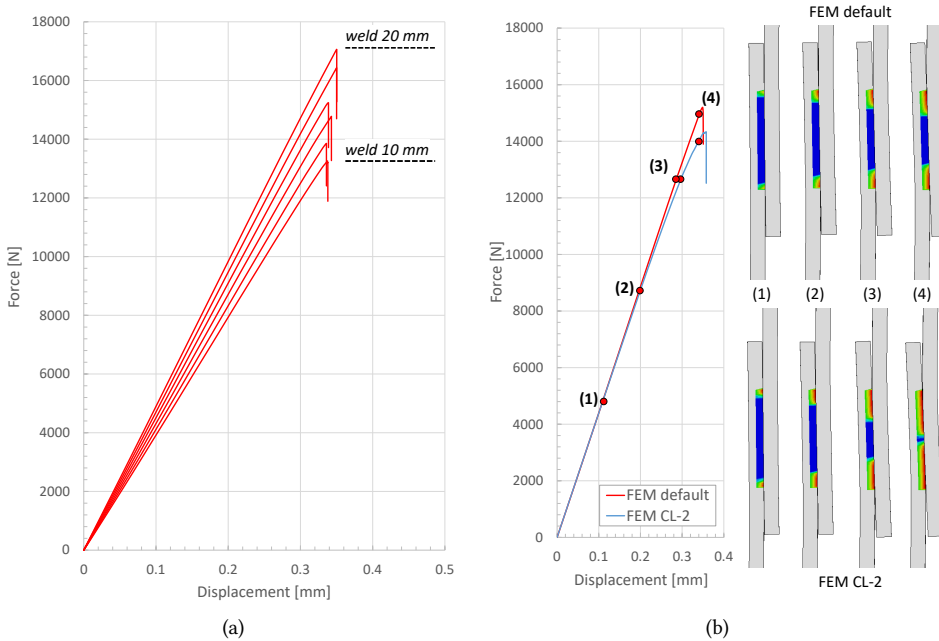 18000
16000
14000
12000
10000
8000
6000
4000
2000
0
Force [N]
weld 20 mm
weld 10 mm
0
0.1
0.2
0.3
0.4
0.5
Displacement [mm]
(a)
(b)
18000
16000
14000
12000
10000
8000
6000
4000
2000
0
Force [N]
(4)
(3)
(2)
(1)
FEM default
FEM CL-2
0
0.1
0.2
0.3
0.4
Displacement [mm]
FEM default
(1) (2) (3) (4)
18000
FEM CL-2
(b)